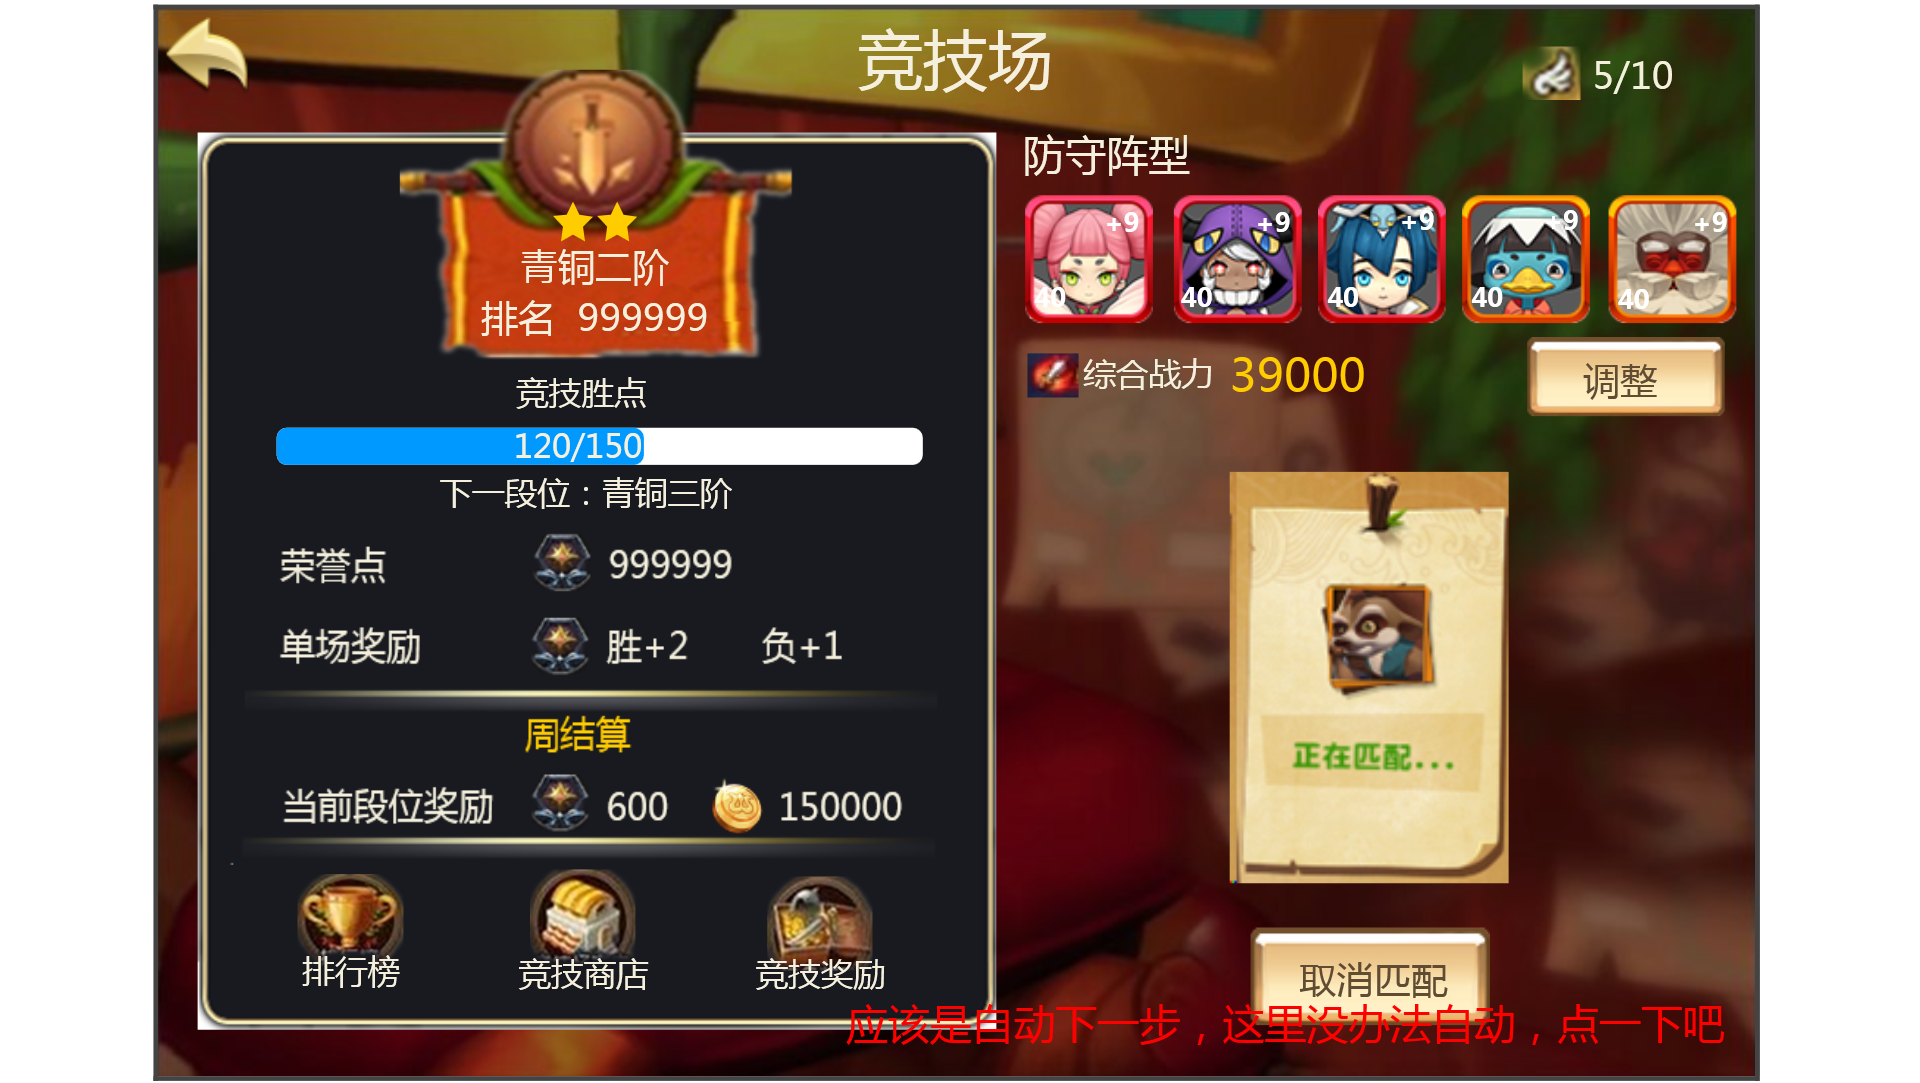 竞技场
5/10
青铜二阶
排名 999999
竞技胜点
120/150
下一段位：青铜三阶
荣誉点 999999
单场奖励 胜+2 负+1
周结算
当前段位奖励 600 150000
排行榜 竞技商店 竞技奖励
防守阵型
+9 +9 +9 +9 +9
40 40 40 40 40
综合战力 39000
调整
正在匹配...
取消匹配
应该是自动下一步，这里没办法自动，点一下吧